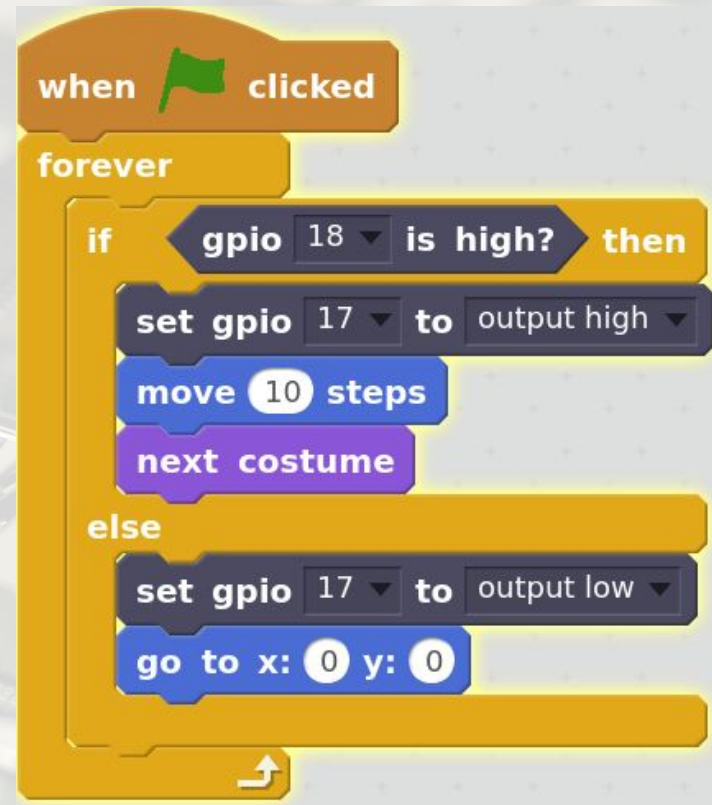 when clicked
forever
if gpio 18 is high? then
set gpio 17 to output high
move 10 steps
next costume
else
set gpio 17 to output low
go to x: 0 y: 0